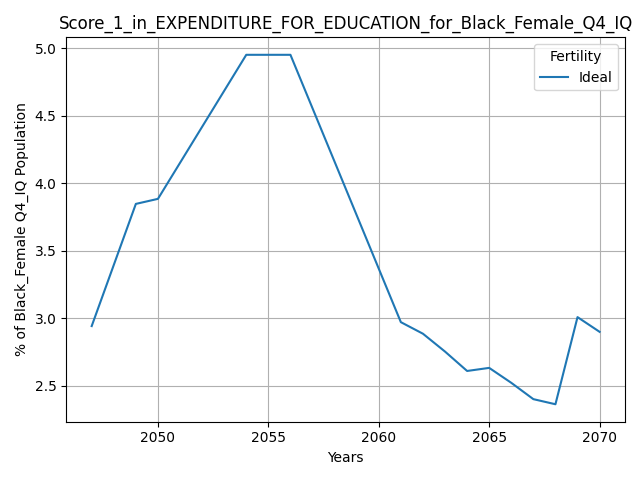 Score_1_in_EXPENDITURE_FOR_EDUCATION_for_Black_Female_Q4_IQ
Fertility
Ideal
% of Black_Female Q4_IQ Population
5.0
4.5
4.0
3.5
3.0
2.5
2050 2055 2060 2065 2070
Years